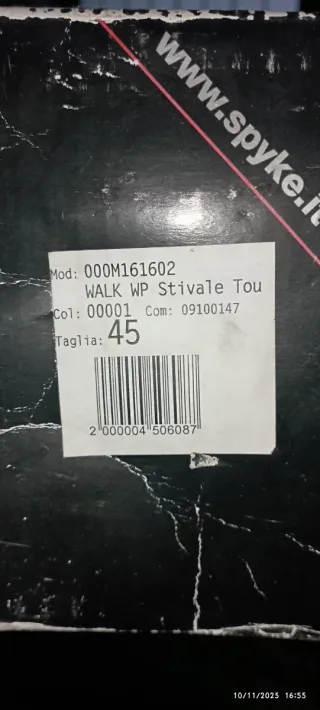 www.spyke.it
Mod: 000M161602
WALK WP Stivale Tou
Col: 00001 Com: 09100147
Taglia: 45
2 000004 506087
10/11/2025 16:55